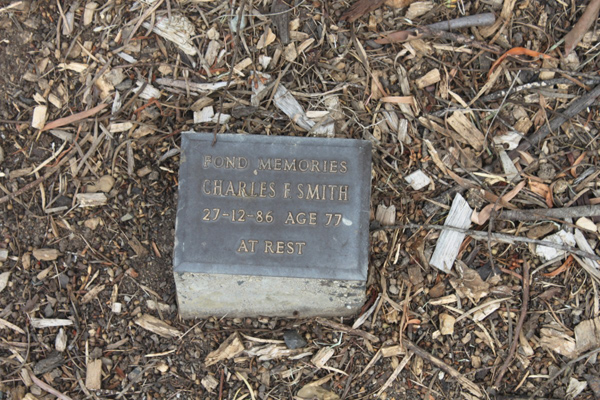 FOND MEMORIES
CHARLES F SMITH
27-12-86 AGE 77
AT REST